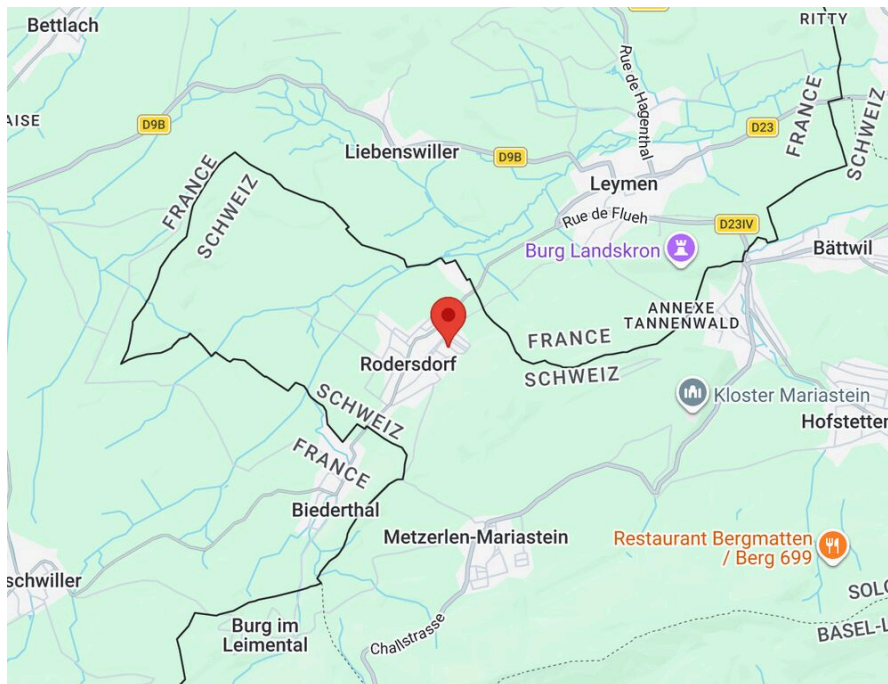 Bettlach
RITTY
Rue de Hagenthal
AISE
D9B
D23
FRANCE
SCHWEIZ
Liebenswiller
D9B
Leymen
FRANCE
SCHWEIZ
Rue de Flueh
D23IV
Burg Landskron
Bättwil
ANNEXE
TANNENWALD
FRANCE
Rodersdorf
SCHWEIZ
Kloster Mariastein
SCHWEIZ
Hofstetten
FRANCE
Biederthal
Metzerlen-Mariastein
Restaurant Bergmatten
/ Berg 699
schwiller
SOLO
Burg im
Leimental
Challstrasse
BASEL-L